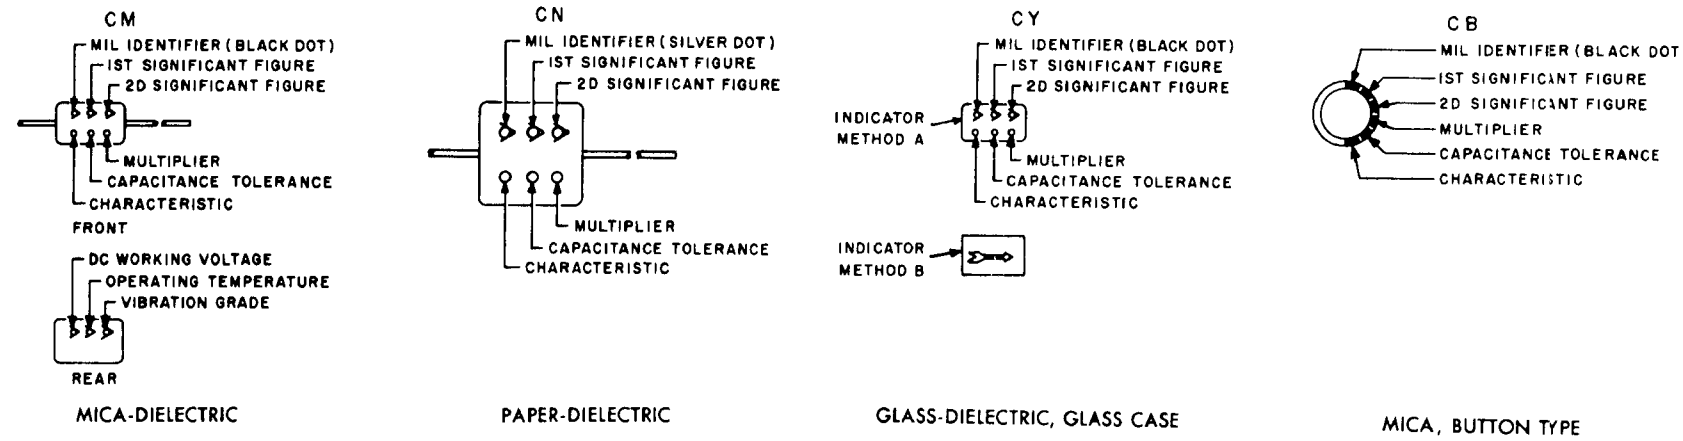 CM
MIL IDENTIFIER (BLACK DOT)
1ST SIGNIFICANT FIGURE
2D SIGNIFICANT FIGURE
MULTIPLIER
CAPACITANCE TOLERANCE
CHARACTERISTIC
FRONT
DC WORKING VOLTAGE
OPERATING TEMPERATURE
VIBRATION GRADE
REAR
MICA-DIELECTRIC
CN
MIL IDENTIFIER (SILVER DOT)
1ST SIGNIFICANT FIGURE
2D SIGNIFICANT FIGURE
MULTIPLIER
CAPACITANCE TOLERANCE
CHARACTERISTIC
PAPER-DIELECTRIC
CY
MIL IDENTIFIER (BLACK DOT)
1ST SIGNIFICANT FIGURE
2D SIGNIFICANT FIGURE
INDICATOR
METHOD A
MULTIPLIER
CAPACITANCE TOLERANCE
CHARACTERISTIC
INDICATOR
METHOD B
GLASS-DIELECTRIC, GLASS CASE
CB
MIL IDENTIFIER (BLACK DOT
1ST SIGNIFICANT FIGURE
2D SIGNIFICANT FIGURE
MULTIPLIER
CAPACITANCE TOLERANCE
CHARACTERISTIC
MICA, BUTTON TYPE